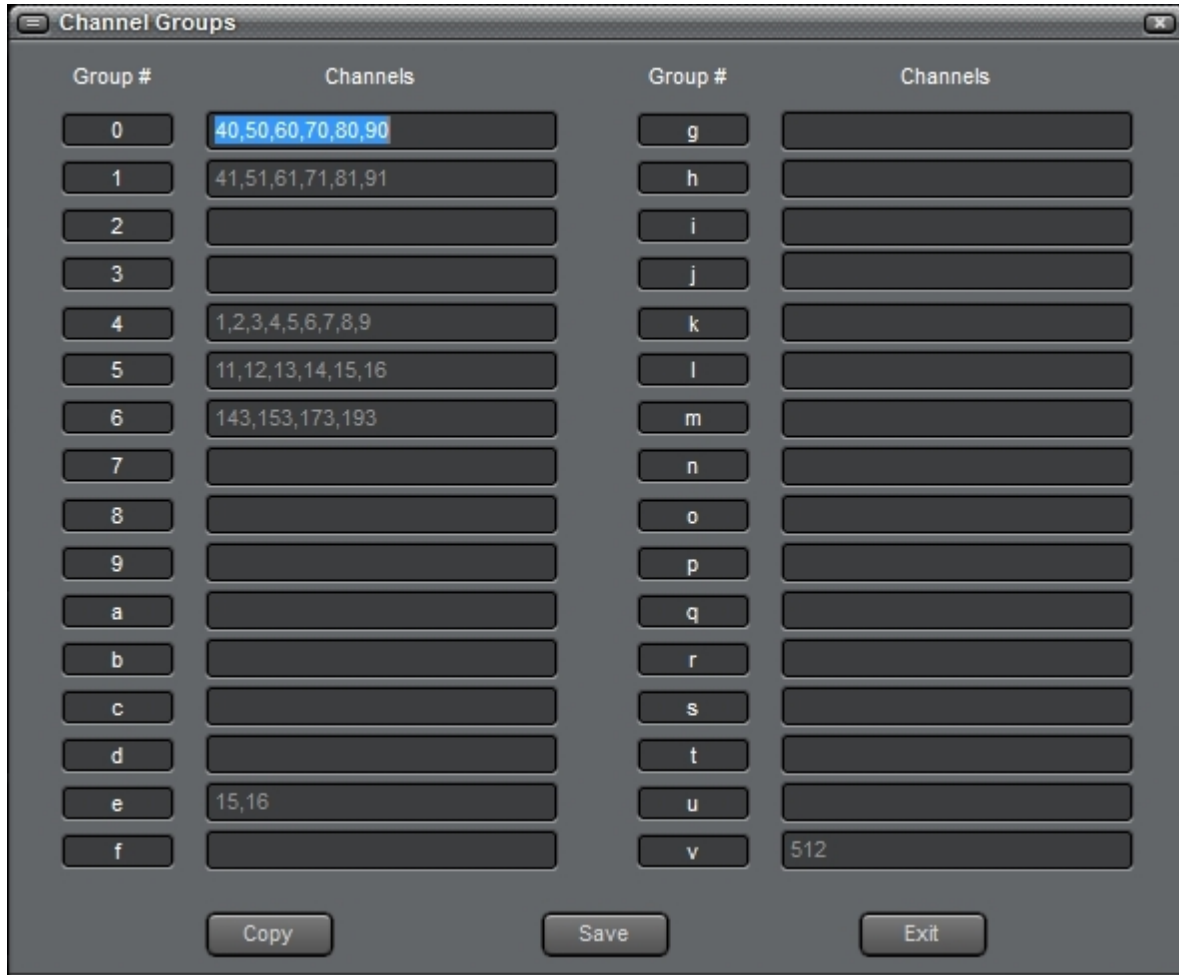 Channel Groups
Group # Channels Group # Channels
0 40,50,60,70,80,90 g
1 41,51,61,71,81,91 h
2 i
3 j
4 1,2,3,4,5,6,7,8,9 k
5 11,12,13,14,15,16 l
6 143,153,173,193 m
7 n
8 o
9 p
a q
b r
c s
d t
e 15,16 u
f v 512
Copy Save Exit